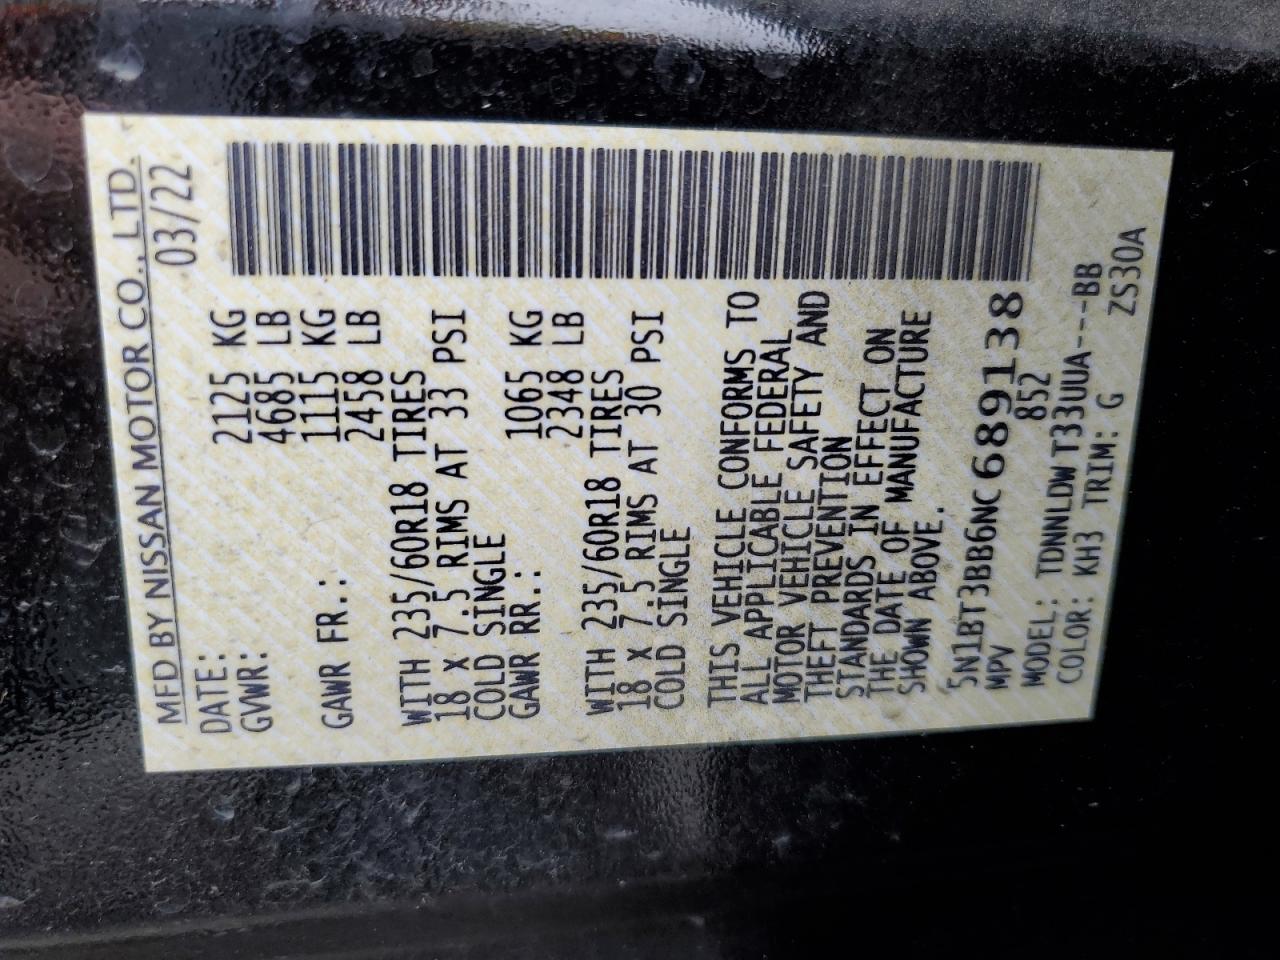 MFD BY NISSAN MOTOR CO., LTD.
DATE: 03/22
GVWR: 2125 KG
4685 LB
GAWR FR.: 1115 KG
2458 LB
WITH 235/60R18 TIRES
18 X 7.5 RIMS AT 33 PSI
COLD SINGLE
GAWR RR.: 1065 KG
2348 LB
WITH 235/60R18 TIRES
18 X 7.5 RIMS AT 30 PSI
COLD SINGLE
THIS VEHICLE CONFORMS TO
ALL APPLICABLE FEDERAL
MOTOR VEHICLE SAFETY AND
THEFT PREVENTION
STANDARDS IN EFFECT ON
THE DATE OF MANUFACTURE
SHOWN ABOVE.
5N1BT3BB6NC689138
MPV 852
MODEL: TDNNLDWT33UUA---BB
COLOR: KH3 TRIM: G
ZS30A